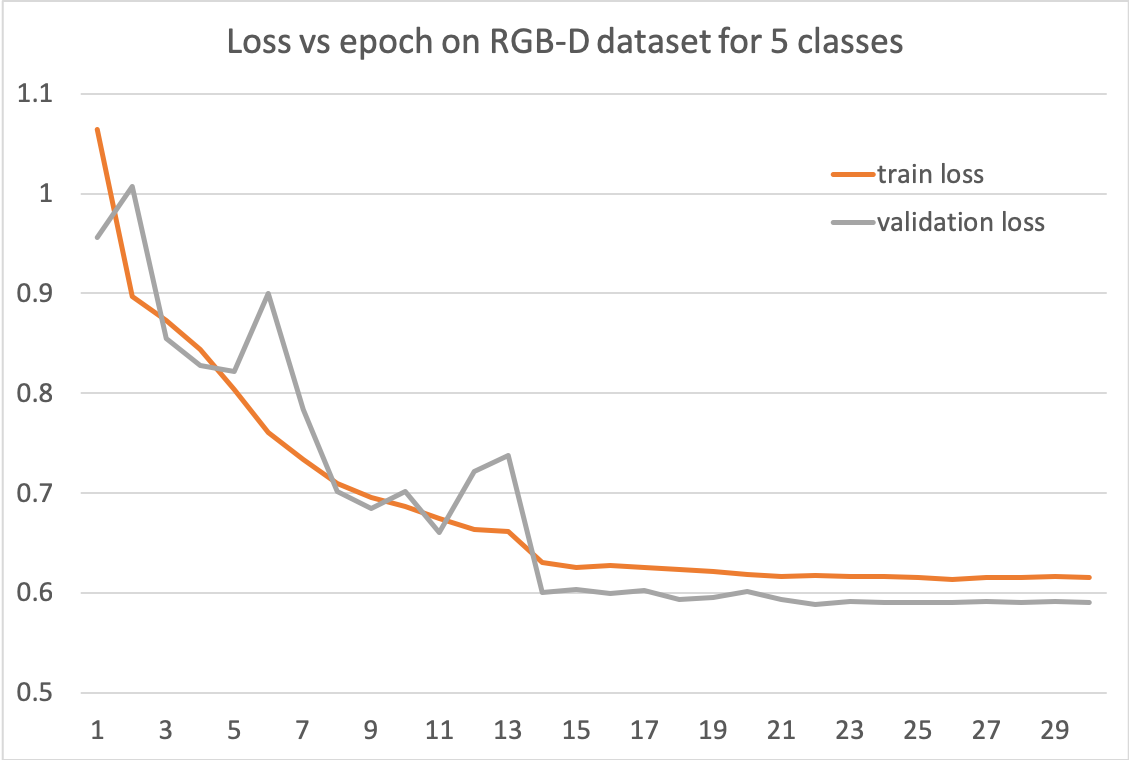 Loss vs epoch on RGB-D dataset for 5 classes
1.1
train loss
1
validation loss
0.9
0.8
0.7
0.6
0.5
1 3 5 7 9 11 13 15 17 19 21 23 25 27 29